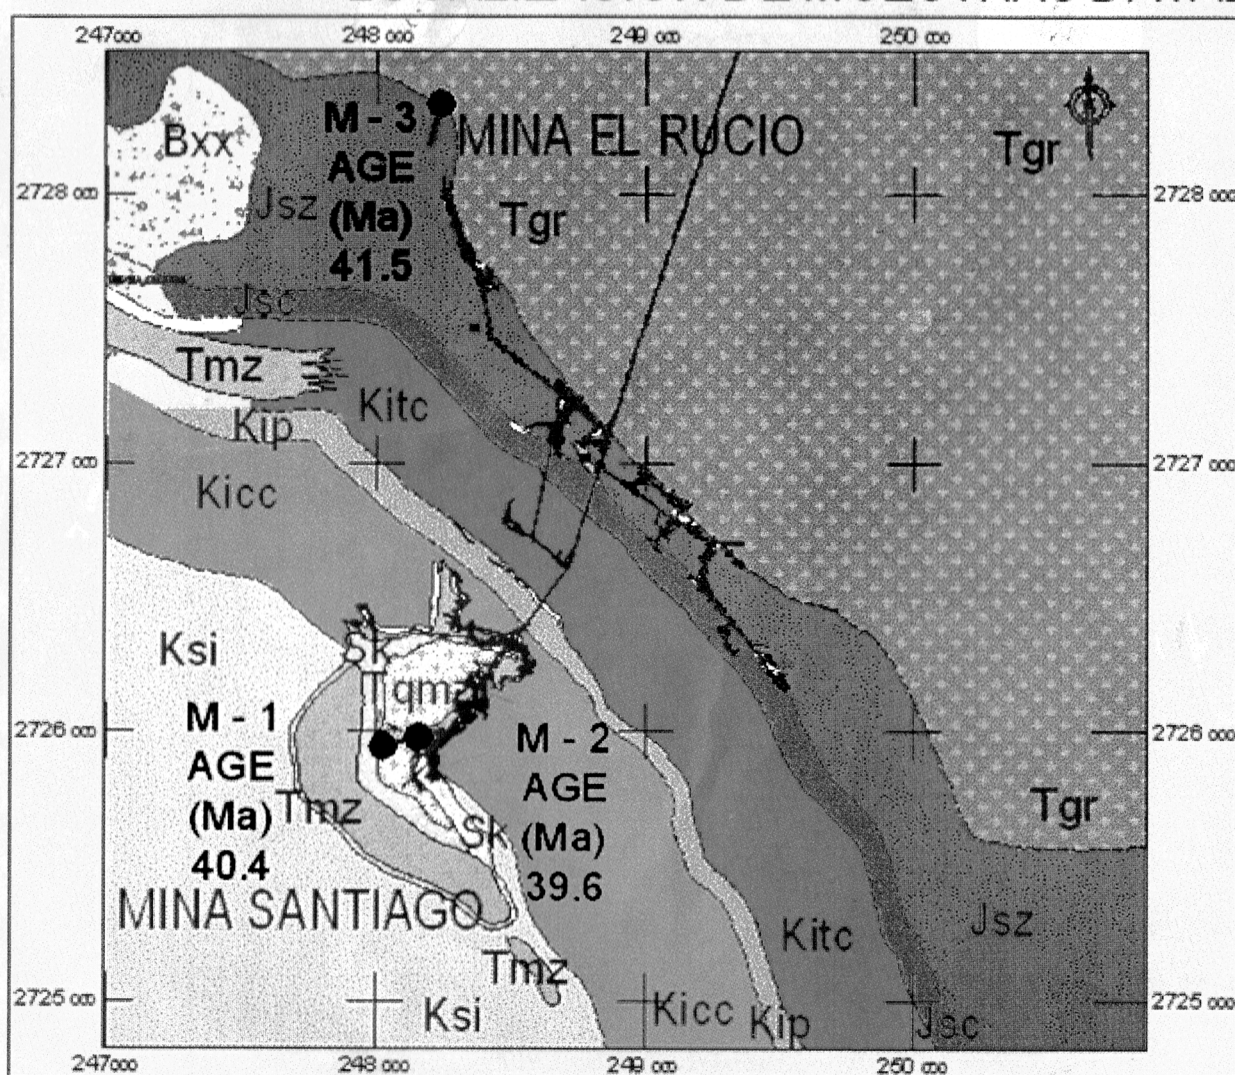 247000 248 000 249 000 250 000
M - 3
AGE
(Ma)
41.5
MINA EL RUCIO
Bxx
Tgr
2728 000
2728 000
Jsz
Tgr
Jsc
Tmz
Kitc
Kip
2727 000
2727 000
Kicc
Ksi
Sk
Tqmz
M - 1
AGE
(Ma)
40.4
M - 2
AGE
(Ma)
39.6
2726 000
2726 000
Tmz
Sk
Tgr
MINA SANTIAGO
Kitc
Jsz
Tmz
2725 000
2725 000
Ksi
Kicc
Kip
Jsc
247000 248 000 249 000 250 000